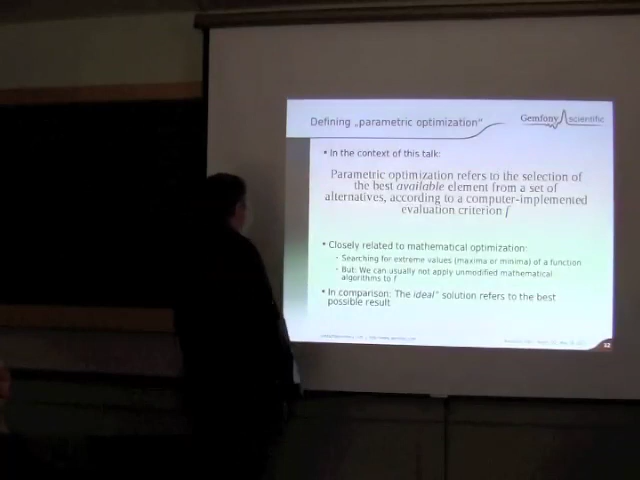 Defining „parametric optimization"
Gemfony scientific
• In the context of this talk:
Parametric optimization refers to the selection of
the best available element from a set of
alternatives, according to a computer-implemented
evaluation criterion f
• Closely related to mathematical optimization:
• Searching for extreme values (maxima or minima) of a function
• But: We can usually not apply unmodified mathematical
algorithms to f
• In comparison: The ideal" solution refers to the best
possible result
12